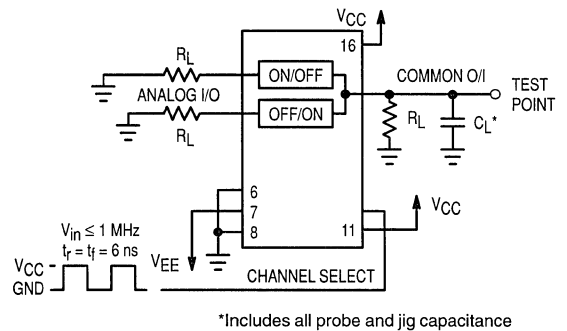 VCC
16
RL
ON/OFF
COMMON O/I
TEST
POINT
ANALOG I/O
OFF/ON
RL
RL
CL*
6
7
8
11
VCC
Vin ≤ 1 MHz
tr = tf = 6 ns
VEE
VCC
GND
CHANNEL SELECT
*Includes all probe and jig capacitance